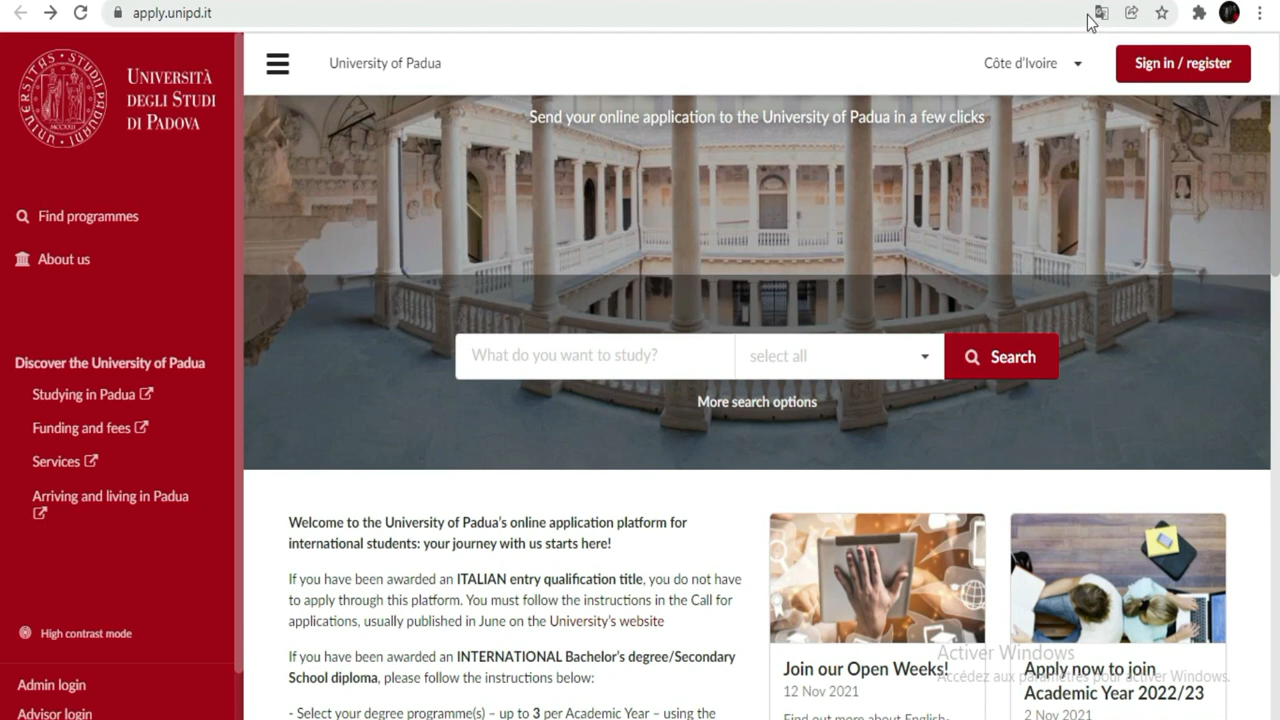 apply.unipd.it
UNIVERSITÀ
DEGLI STUDI
DI PADOVA
University of Padua
Côte d'Ivoire
Sign in / register
Send your online application to the University of Padua in a few clicks
Find programmes
About us
What do you want to study?
select all
Search
More search options
Discover the University of Padua
Studying in Padua
Funding and fees
Services
Arriving and living in Padua
High contrast mode
Admin login
Advisor login
Welcome to the University of Padua's online application platform for
international students: your journey with us starts here!
If you have been awarded an ITALIAN entry qualification title, you do not have
to apply through this platform. You must follow the instructions in the Call for
applications, usually published in June on the University's website
If you have been awarded an INTERNATIONAL Bachelor's degree/Secondary
School diploma, please follow the instructions below:
- Select your degree programme(s) – up to 3 per Academic Year – using the
Join our Open Weeks!
12 Nov 2021
Find out more about English-
Apply now to join
Academic Year 2022/23
2 Nov 2021
Activer Windows
Accédez aux paramètres pour activer Windows.